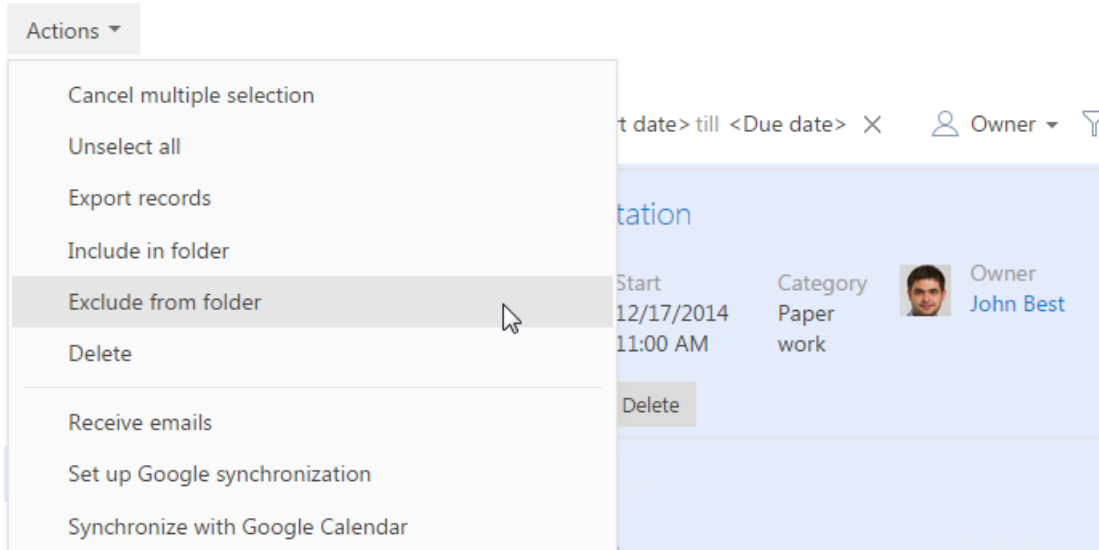 Actions
Cancel multiple selection
Unselect all
Export records
Include in folder
Exclude from folder
Delete
Receive emails
Set up Google synchronization
Synchronize with Google Calendar
t date> till <Due date>
Owner
tation
Start
12/17/2014
11:00 AM
Category
Paper
work
Owner
John Best
Delete